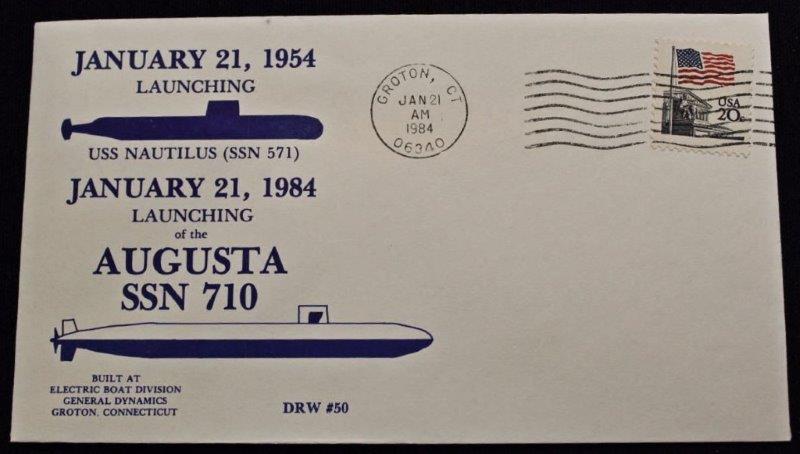 JANUARY 21, 1954
LAUNCHING
USS NAUTILUS (SSN 571)
JANUARY 21, 1984
LAUNCHING
of the
AUGUSTA
SSN 710
BUILT AT
ELECTRIC BOAT DIVISION
GENERAL DYNAMICS
GROTON, CONNECTICUT
DRW #50
GROTON, CT
JAN 21
AM
1984
06340
USA
20c